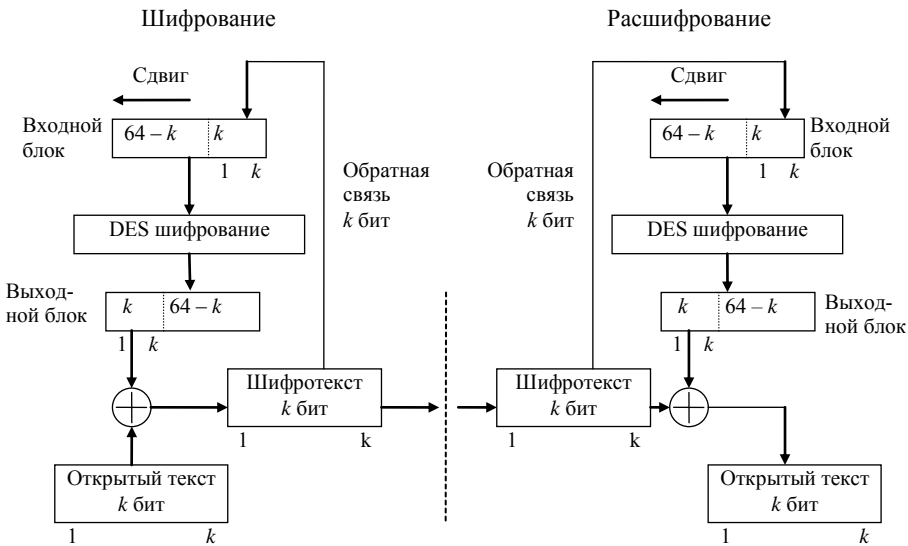 Шифрование
Сдвиг
Входной
блок
64 – k
k
1 k
DES шифрование
Обратная
связь
k бит
Выход-
ной блок
k
64 – k
1 k
Шифротекст
k бит
1 k
Открытый текст
k бит
1 k
Расшифрование
Сдвиг
64 – k
k
Входной
блок
1 k
Обратная
связь
k бит
DES шифрование
k
64 – k
Выход-
ной блок
1 k
Шифротекст
k бит
1 k
Открытый текст
k бит
1 k